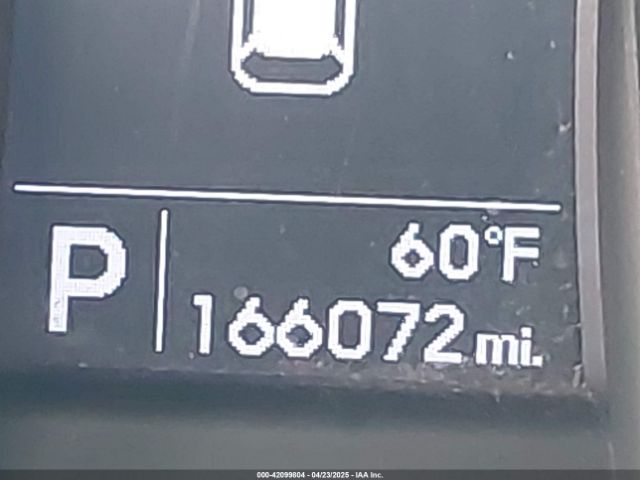 60°F
P
166072 mi.
000-42099804 - 04/23/2025 - IAA Inc.